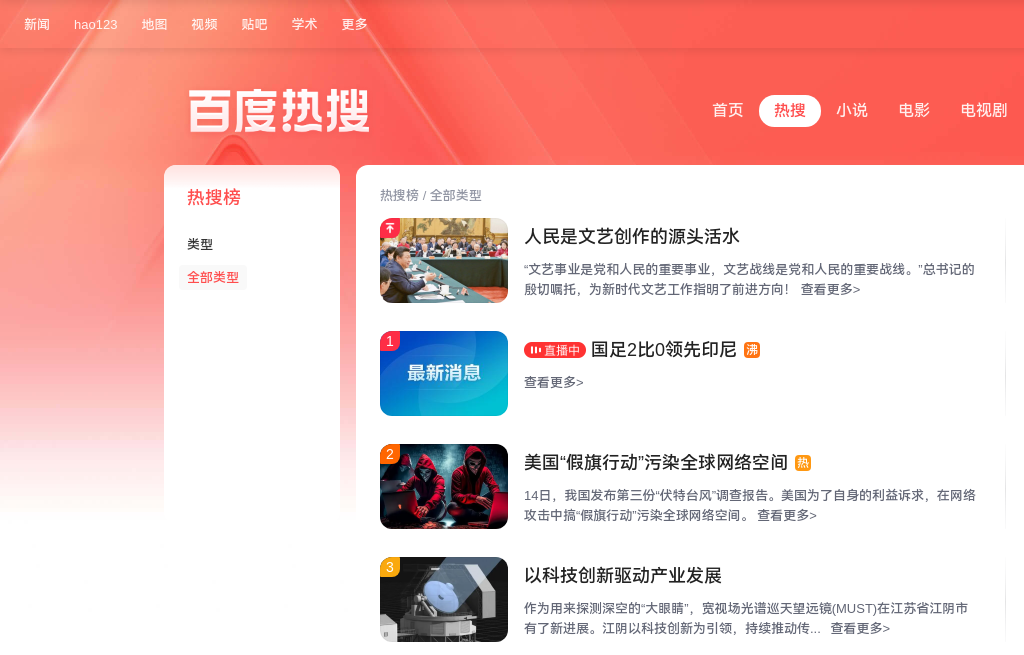 新闻 hao123 地图 视频 贴吧 学术 更多
百度热搜
首页 热搜 小说 电影 电视剧
热搜榜
类型
全部类型
热搜榜 / 全部类型
人民是文艺创作的源头活水
“文艺事业是党和人民的重要事业，文艺战线是党和人民的重要战线。”总书记的
殷切嘱托，为新时代文艺工作指明了前进方向！ 查看更多>
1
最新消息
直播中 国足2比0领先印尼 沸
查看更多>
2
美国“假旗行动”污染全球网络空间 热
14日，我国发布第三份“伏特台风”调查报告。美国为了自身的利益诉求，在网络
攻击中搞“假旗行动”污染全球网络空间。 查看更多>
3
以科技创新驱动产业发展
作为用来探测深空的“大眼睛”，宽视场光谱巡天望远镜(MUST)在江苏省江阴市
有了新进展。江阴以科技创新为引领，持续推动传... 查看更多>